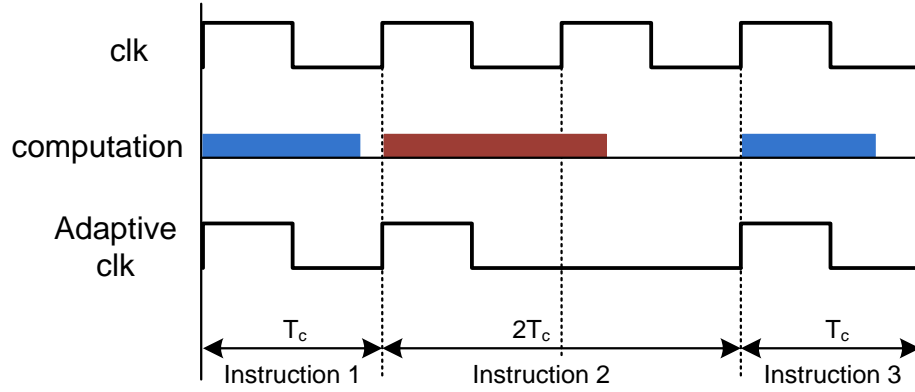 clk
computation
Adaptive
clk
Tc 2Tc Tc
Instruction 1 Instruction 2 Instruction 3